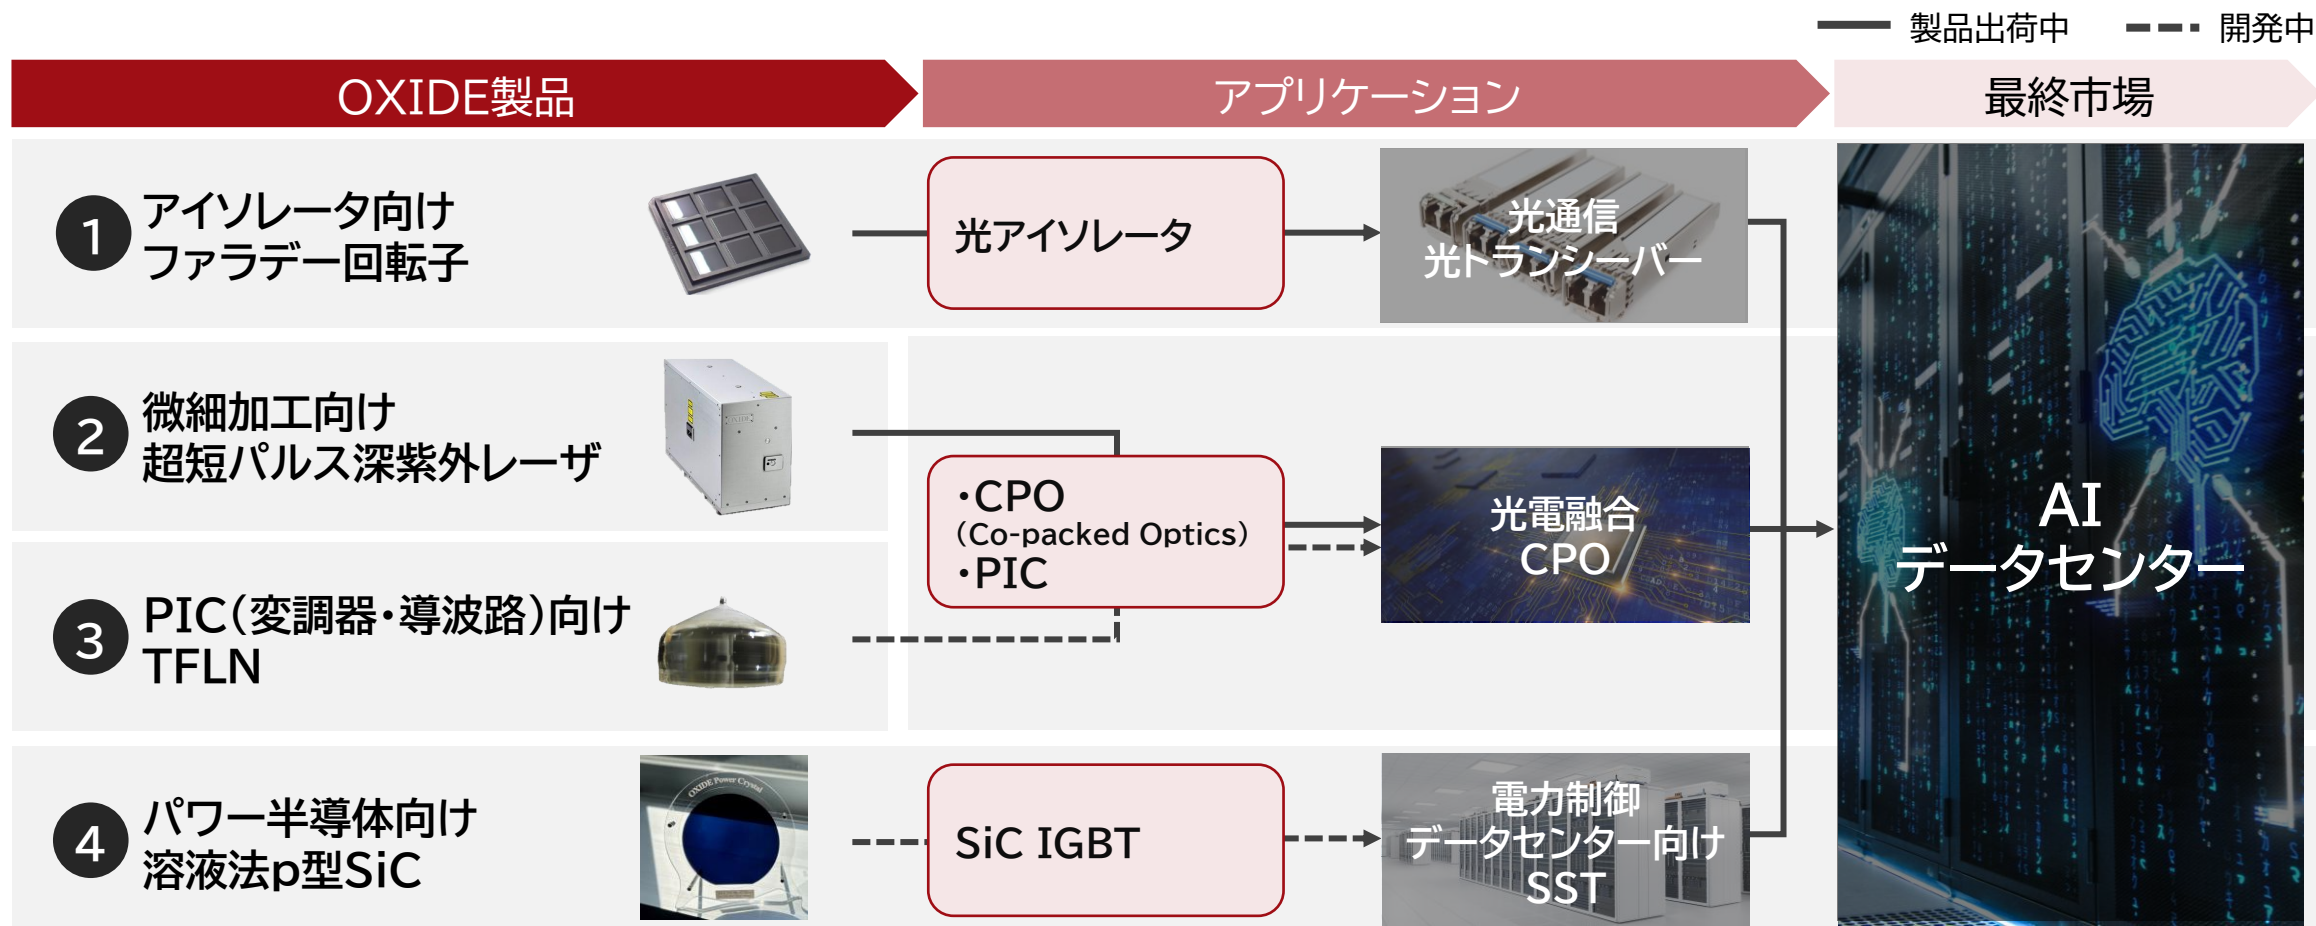 製品出荷中
開発中
OXIDE製品
アプリケーション
最終市場
1
アイソレータ向け
ファラデー回転子
光アイソレータ
光通信
光トランシーバー
2
微細加工向け
超短パルス深紫外レーザ
・CPO
(Co-packed Optics)
・PIC
光電融合
CPO
3
PIC(変調器・導波路)向け
TFLN
4
パワー半導体向け
溶液法p型SiC
OXIDE Power Crystal
SiC IGBT
電力制御
データセンター向け
SST
AI
データセンター